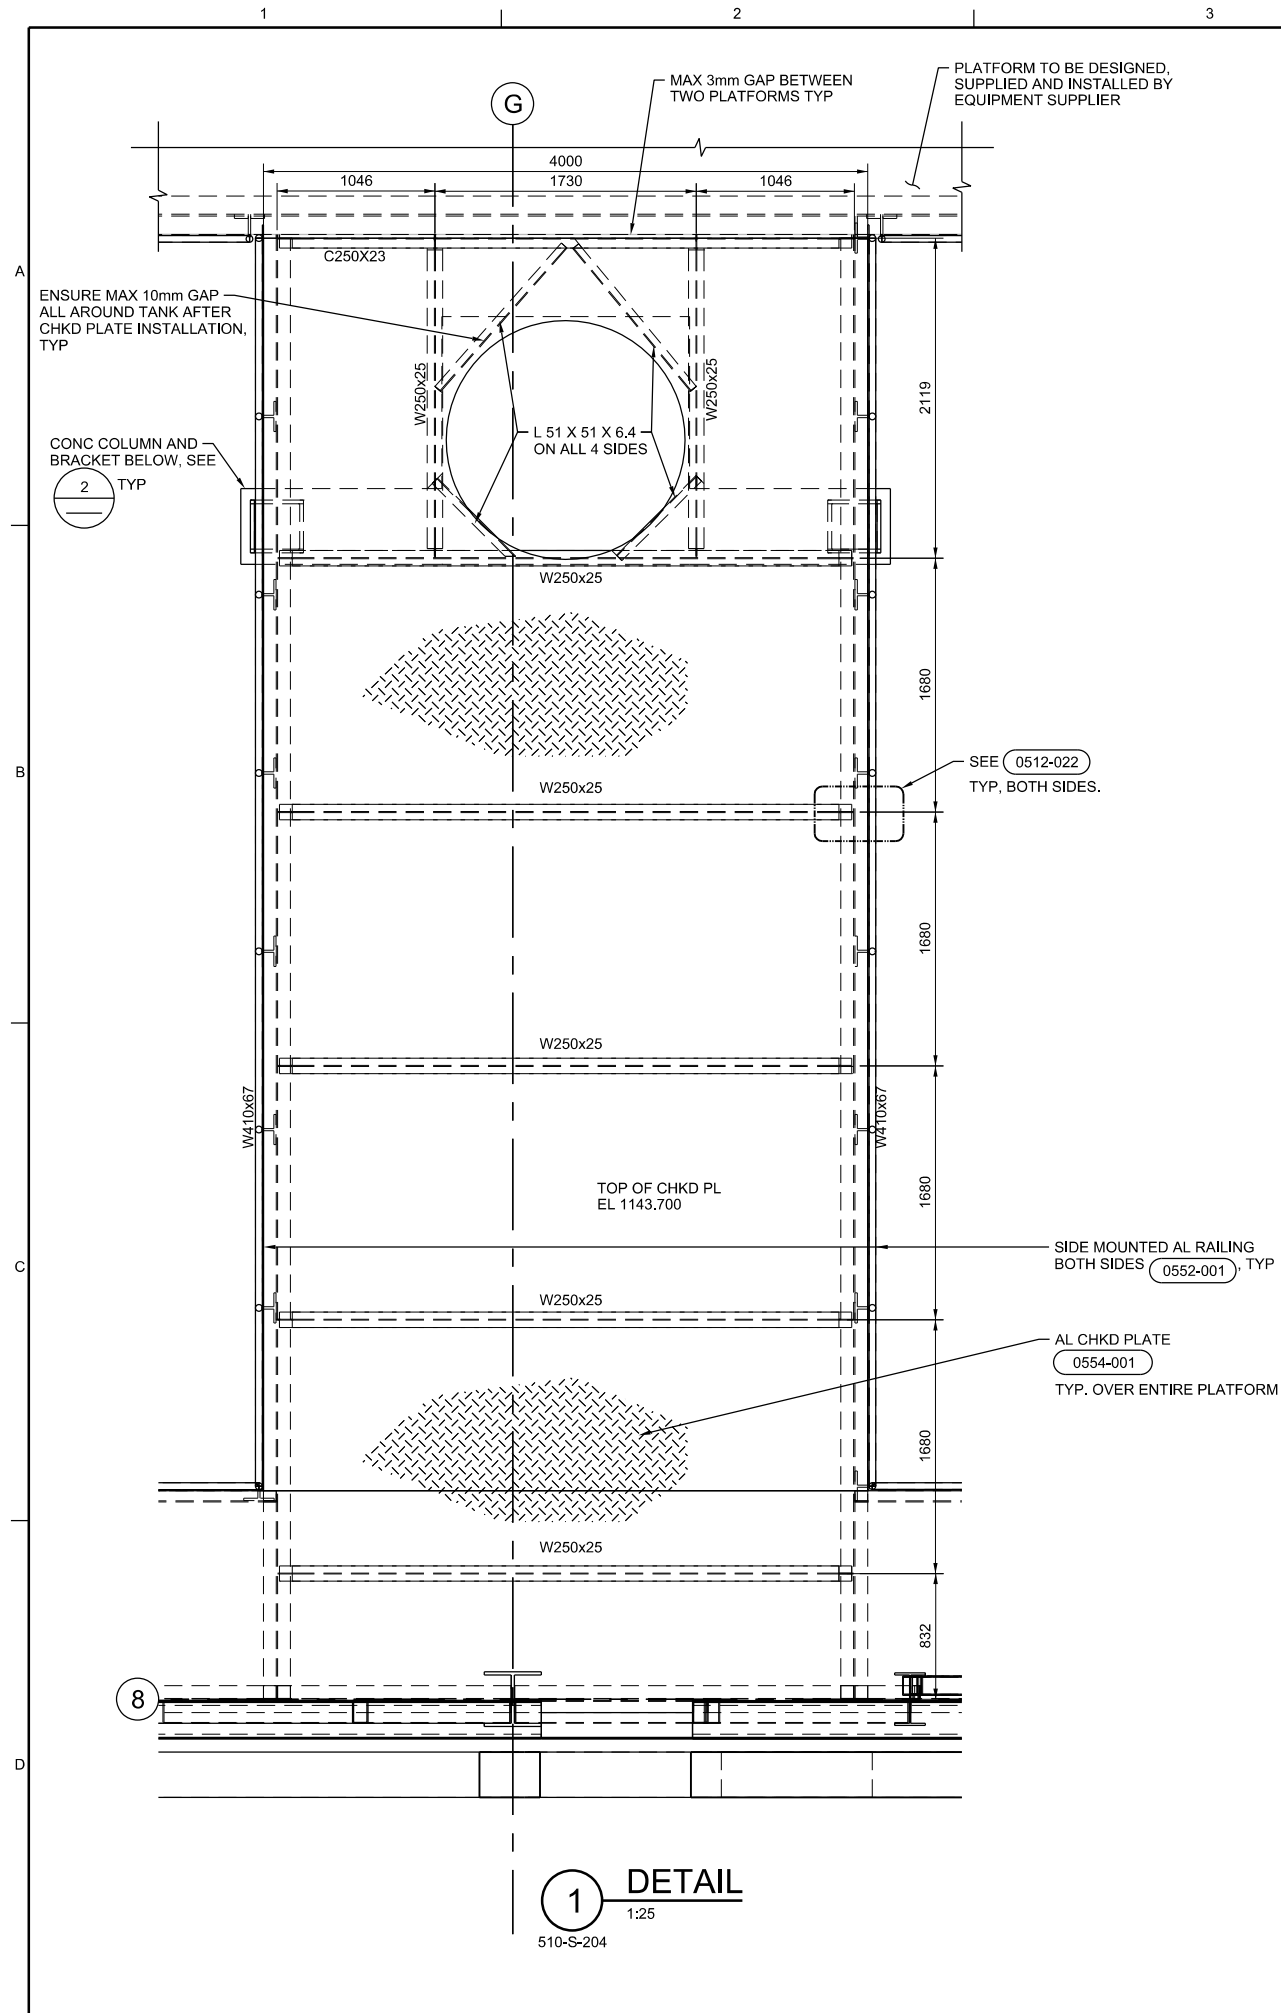 1
2
3
MAX 3mm GAP BETWEEN
TWO PLATFORMS TYP
PLATFORM TO BE DESIGNED,
SUPPLIED AND INSTALLED BY
EQUIPMENT SUPPLIER
G
4000
1046
1730
1046
C250X23
A
ENSURE MAX 10mm GAP
ALL AROUND TANK AFTER
CHKD PLATE INSTALLATION,
TYP
W250x25
W250x25
2119
L 51 X 51 X 6.4
ON ALL 4 SIDES
CONC COLUMN AND
BRACKET BELOW, SEE
2
TYP
W250x25
1680
B
W250x25
SEE 0512-022
TYP, BOTH SIDES.
1680
W250x25
W410x67
W410x67
TOP OF CHKD PL
EL 1143.700
1680
C
SIDE MOUNTED AL RAILING
BOTH SIDES 0552-001, TYP
W250x25
AL CHKD PLATE
0554-001
TYP. OVER ENTIRE PLATFORM
1680
W250x25
832
8
D
1
DETAIL
1:25
510-S-204